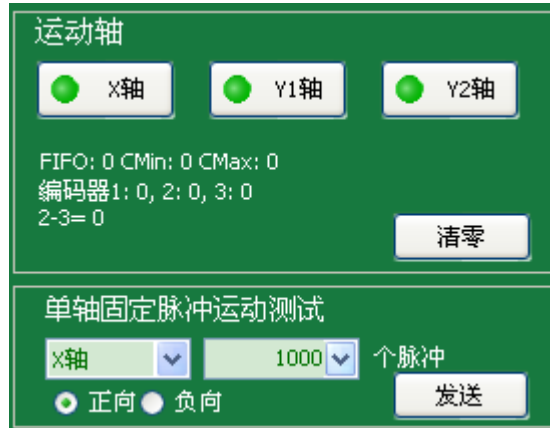 运动轴
X轴 Y1轴 Y2轴
FIFO: 0 CMin: 0 CMax: 0
编码器1: 0, 2: 0, 3: 0
2-3= 0
清零
单轴固定脉冲运动测试
X轴 1000 个脉冲
正向 负向 发送